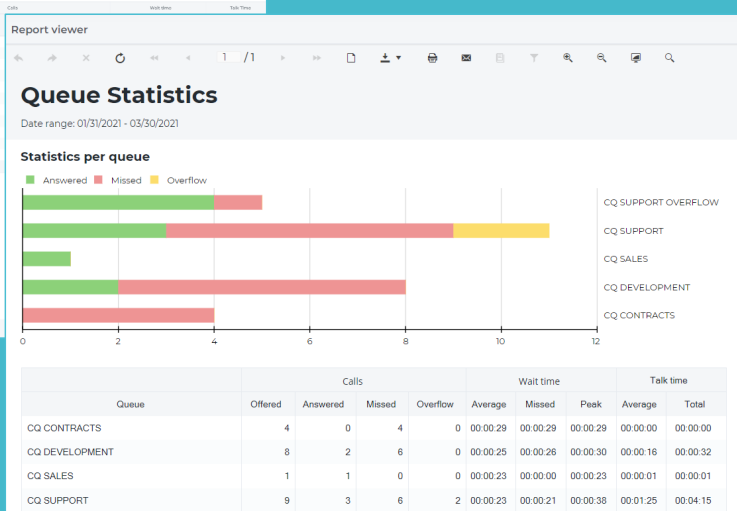 Calls Wait time Talk Time
Report viewer
1 / 1
Queue Statistics
Date range: 01/31/2021 - 03/30/2021
Statistics per queue
Answered Missed Overflow
CQ SUPPORT OVERFLOW
CQ SUPPORT
CQ SALES
CQ DEVELOPMENT
CQ CONTRACTS
0 2 4 6 8 10 12
Calls Wait time Talk time
Queue Offered Answered Missed Overflow Average Missed Peak Average Total
CQ CONTRACTS 4 0 4 0 00:00:29 00:00:29 00:00:29 00:00:00 00:00:00
CQ DEVELOPMENT 8 2 6 0 00:00:25 00:00:26 00:00:30 00:00:16 00:00:32
CQ SALES 1 1 0 0 00:00:23 00:00:00 00:00:23 00:00:01 00:00:01
CQ SUPPORT 9 3 6 2 00:00:23 00:00:21 00:00:38 00:01:25 00:04:15